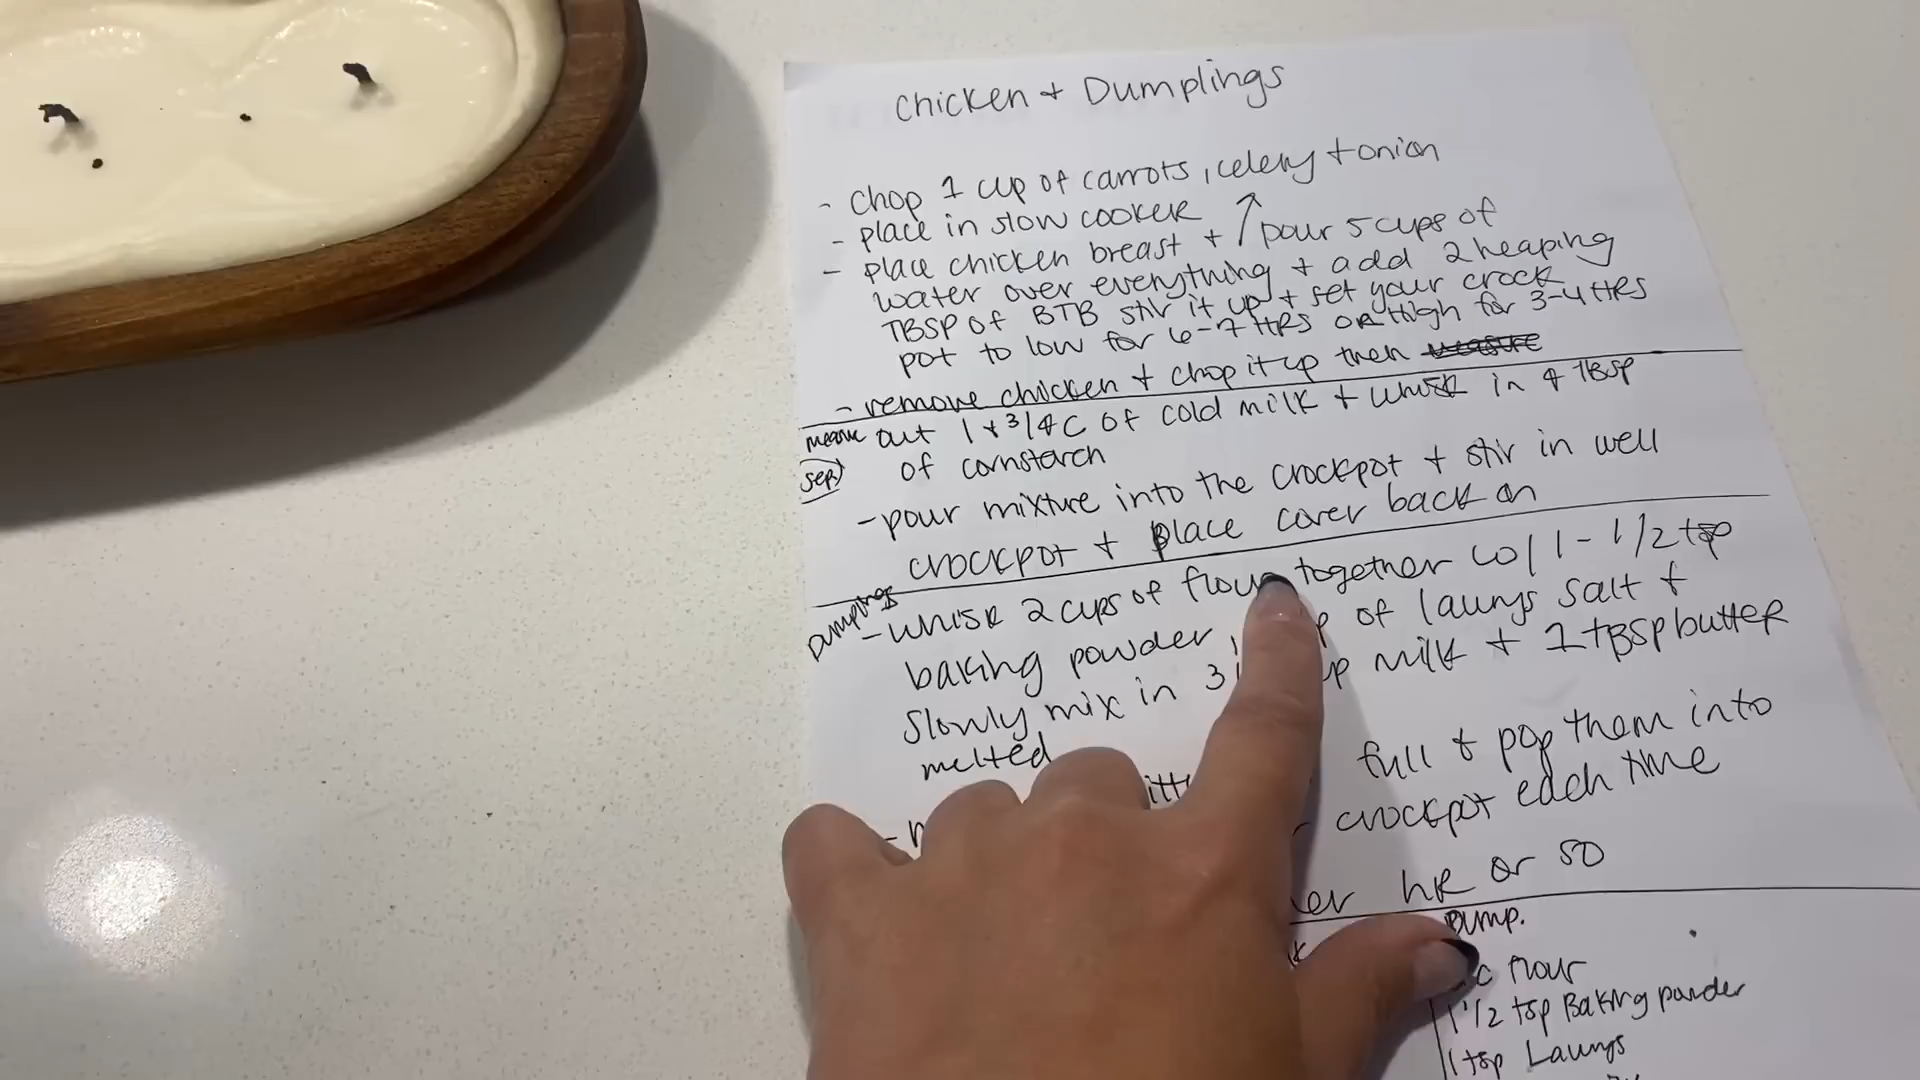 Chicken + Dumplings
- Chop 1 cup of carrots, celery + onion
- place in slow cooker
- place chicken breast + ↑ pour 5 cups of
water over everything + add 2 heaping
TBSP of BTB stir it up + set your crock
pot to low for 6-7 HRS OR High for 3-4 HRS
- remove chicken + chop it up then
out 1 + 3/4 C of cold milk + whisk in 4 TBSP
(sep) of cornstarch
- pour mixture into the crockpot + stir in well
crockpot + place cover back on
Dumplings
- whisk 2 cups of flour together w/ 1 - 1 1/2 tsp
baking powder of lawrys salt +
Slowly mix in milk + 1 TBSP butter
melted
full + pop them into
crockpot each time
hr or so
Dump.
flour
1 1/2 tsp Baking powder
1 tsp Lawrys